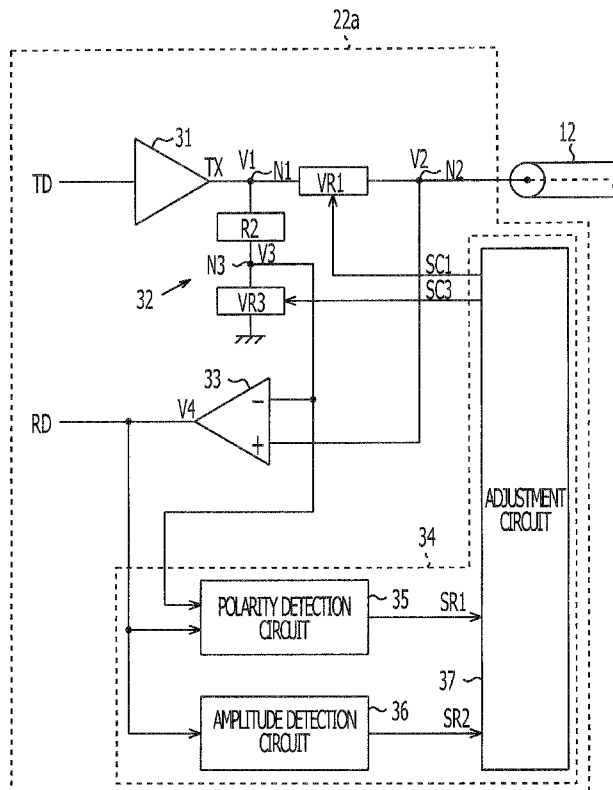 22a
31
12
TX
V1
N1
V2
N2
TD
VR1
R2
N3
V3
SC1
SC3
32
VR3
33
V4
RD
−
+
ADJUSTMENT
CIRCUIT
34
POLARITY DETECTION
CIRCUIT
35
SR1
37
AMPLITUDE DETECTION
CIRCUIT
36
SR2